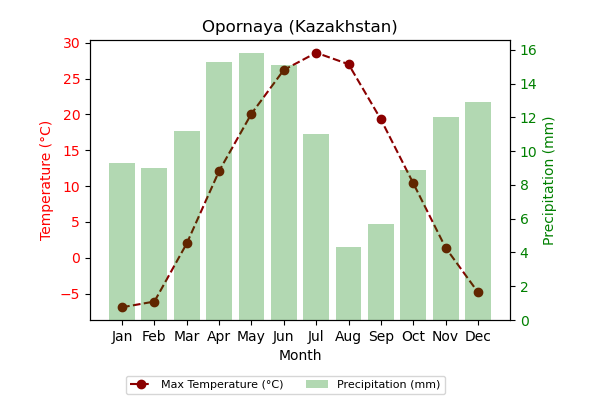 Opornaya (Kazakhstan)
30
25
20
15
10
5
0
−5
Temperature (°C)
16
14
12
10
8
6
4
2
0
Precipitation (mm)
Jan Feb Mar Apr May Jun Jul Aug Sep Oct Nov Dec
Month
Max Temperature (°C) Precipitation (mm)